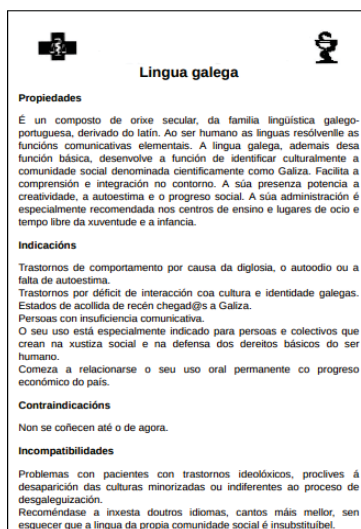 Lingua galega
Propiedades
É un composto de orixe secular, da familia lingüística galego-
portuguesa, derivado do latín. Ao ser humano as linguas resólvenlle as
funcións comunicativas elementais. A lingua galega, ademais desa
función básica, desenvolve a función de identificar culturalmente a
comunidade social denominada cientificamente como Galiza. Facilita a
comprensión e integración no contorno. A súa presenza potencia a
creatividade, a autoestima e o progreso social. A súa administración é
especialmente recomendada nos centros de ensino e lugares de ocio e
tempo libre da xuventude e a infancia.
Indicacións
Trastornos de comportamento por causa da diglosia, o autoodio ou a
falta de autoestima.
Trastornos por déficit de interacción coa cultura e identidade galegas.
Estados de acollida de recén chegad@s a Galiza.
Persoas con insuficiencia comunicativa.
O seu uso está especialmente indicado para persoas e colectivos que
crean na xustiza social e na defensa dos dereitos básicos do ser
humano.
Comeza a relacionarse o seu uso oral permanente co progreso
económico do país.
Contraindicacións
Non se coñecen até o de agora.
Incompatibilidades
Problemas con pacientes con trastornos ideolóxicos, proclives á
desaparición das culturas minorizadas ou indiferentes ao proceso de
desgaleguización.
Recoméndase a inxesta doutros idiomas, cantos máis mellor, sen
esquecer que a lingua da propia comunidade social é insubstituíbel.